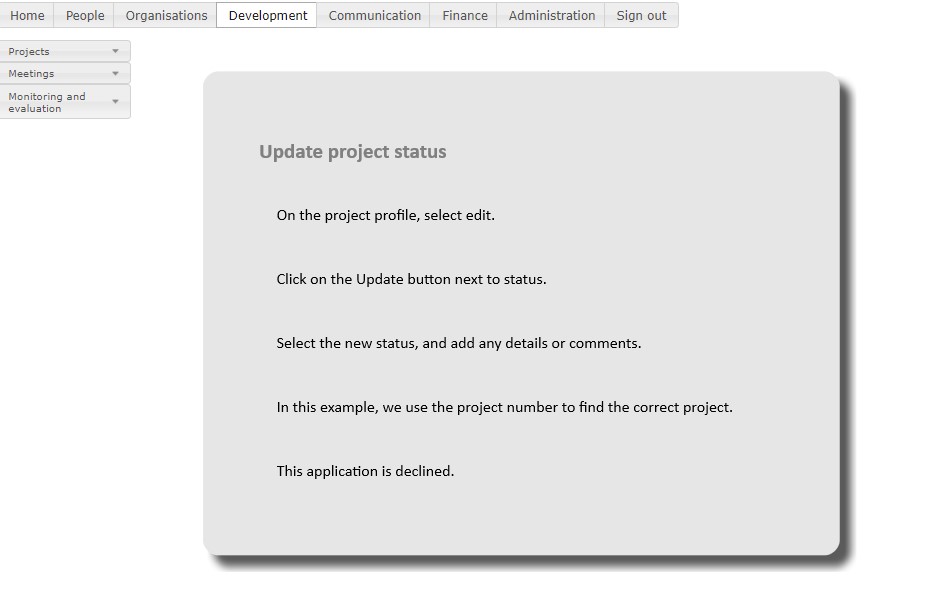 Home People Organisations Development Communication Finance Administration Sign out
Projects
Meetings
Monitoring and
evaluation
Update project status
On the project profile, select edit.
Click on the Update button next to status.
Select the new status, and add any details or comments.
In this example, we use the project number to find the correct project.
This application is declined.